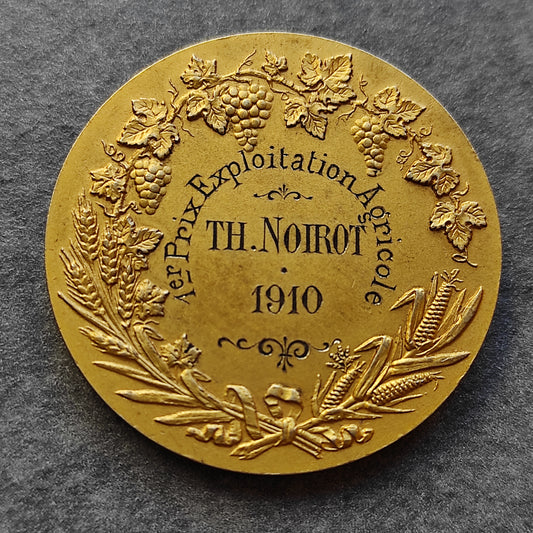 1er Prix Exploitation Agricole
TH. NOIROT
1910